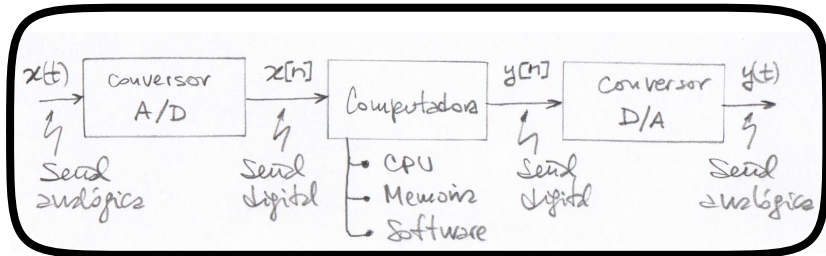 x(t)
Conversor
A/D
x[n]
Computadora
y[n]
Conversor
D/A
y(t)
Señal
analógica
Señal
digital
CPU
Memoria
Software
Señal
digital
Señal
analógica